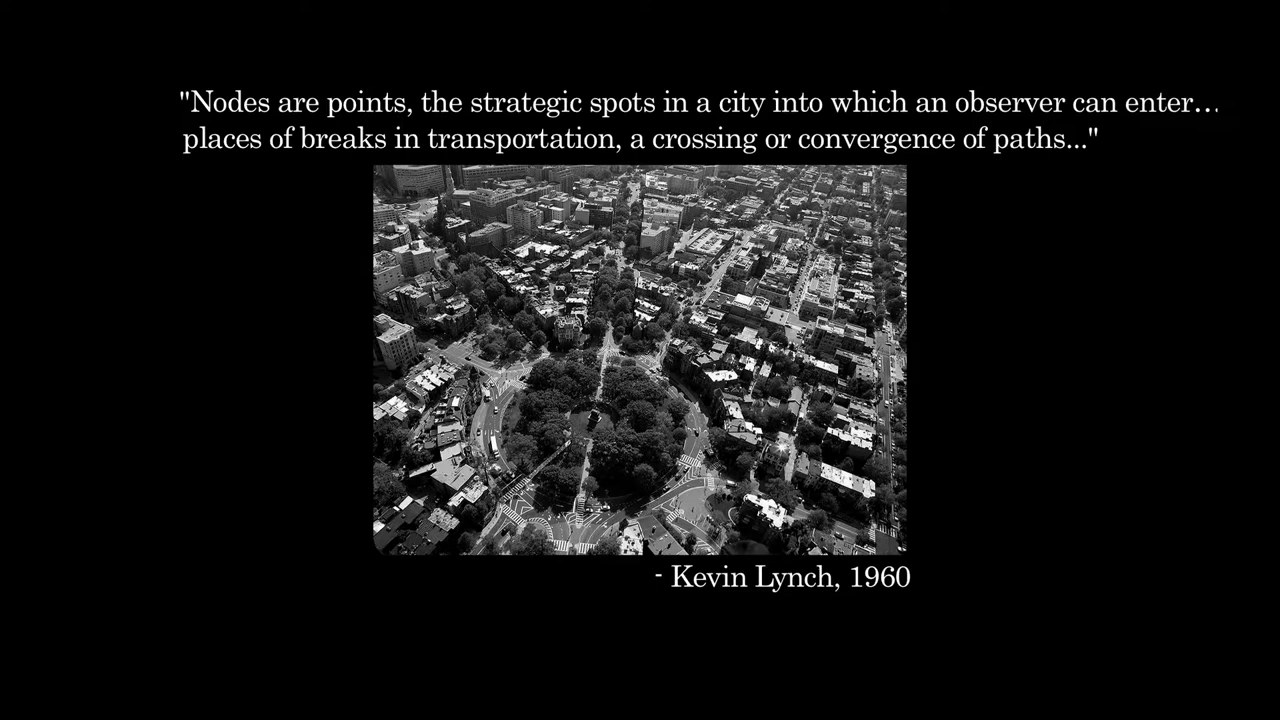 "Nodes are points, the strategic spots in a city into which an observer can enter...
places of breaks in transportation, a crossing or convergence of paths..."
- Kevin Lynch, 1960